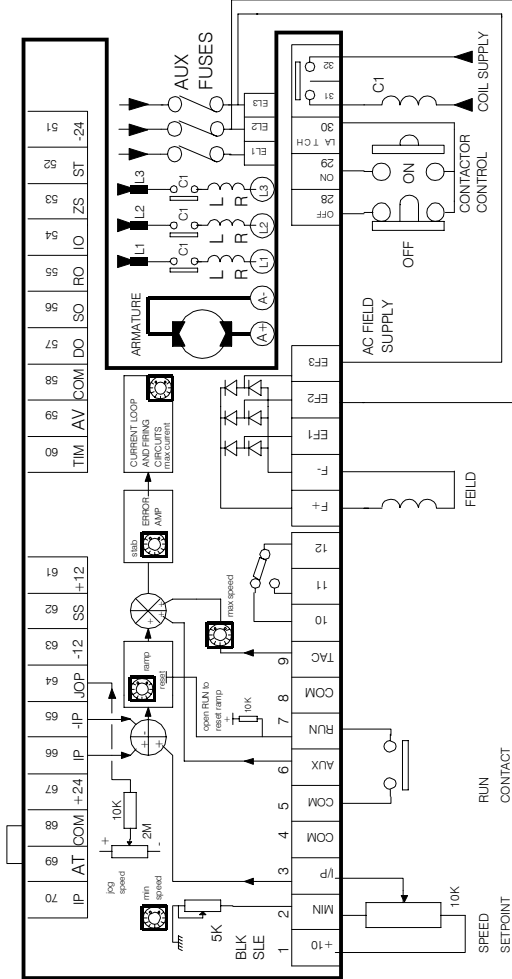 70 69 68 67 66 65 64 63 62 61
IP AT COM +24 IP -IP JOP -12 SS +12
60 59 58 57 56 55 54 53 52 51
TIM AV COM DO SO RO IO ZS ST -24
jog
speed
+
-
10K
2M
min
speed
5K
BLK
SLE
+
-
+
ramp
reset
open RUN to
reset ramp
+
10K
+
+
+
max speed
stab
ERROR
AMP
CURRENT LOOP
AND FIRING
CIRCUITS
max current
ARMATURE
A+
A-
L1
L2
L3
C1
C1
C1
L
R
L
R
L
R
L1
L2
L3
AUX
FUSES
EL1
EL2
EL3
1 2 3 4 5 6 7 8 9 10 11 12
+10 MIN I/P COM COM AUX RUN COM TAC
F+ F- EF1 EF2 EF3
28 29 30 31 32
OFF ON LATCH
SPEED
SETPOINT
10K
RUN
CONTACT
FEILD
AC FIELD
SUPPLY
OFF
ON
CONTACTOR
CONTROL
C1
COIL SUPPLY